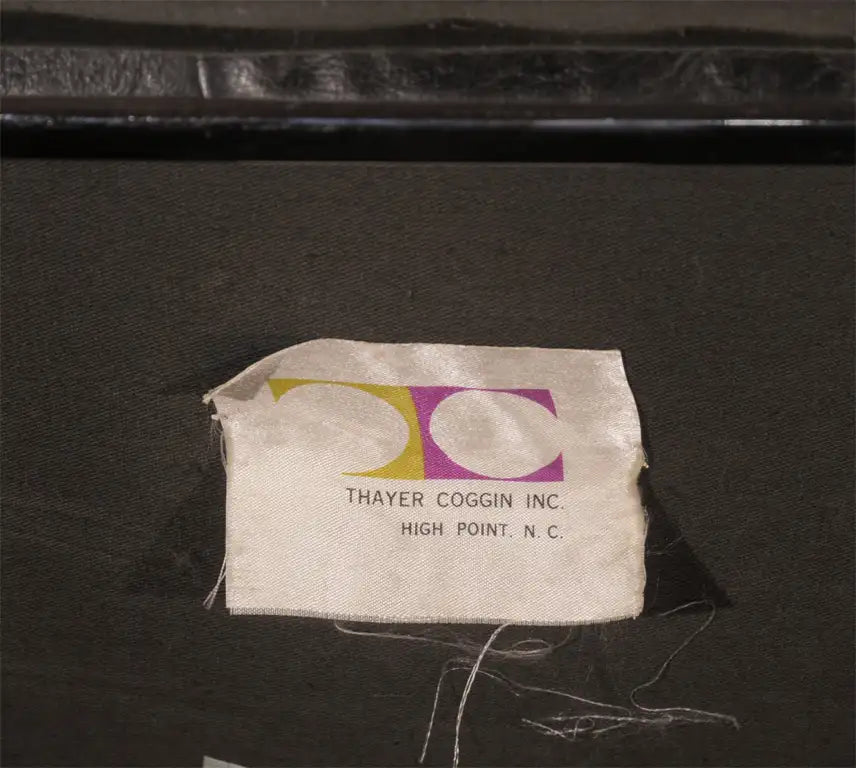 THAYER COGGIN INC.
HIGH POINT. N. C.